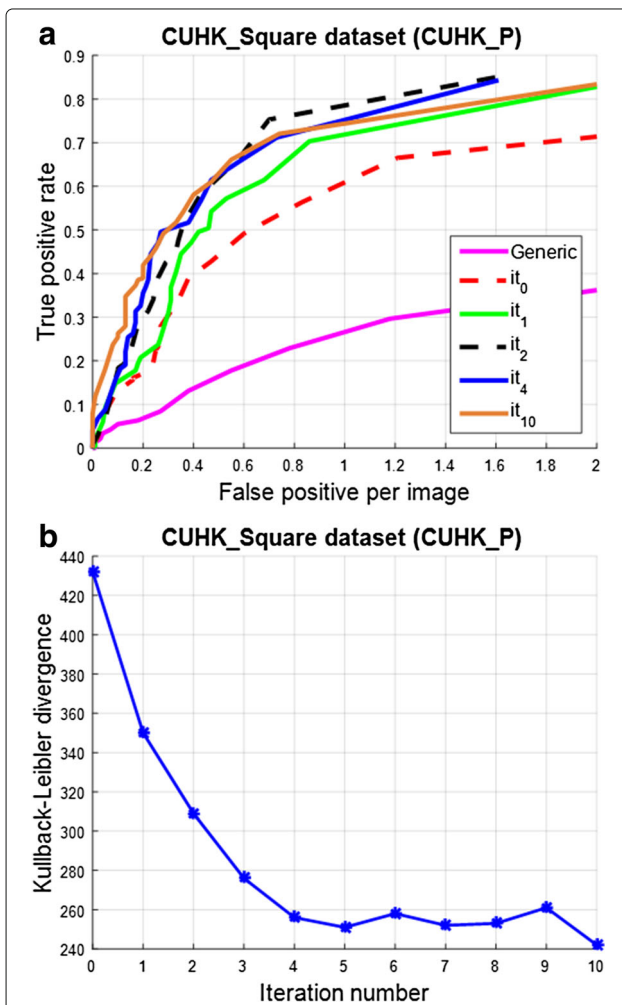 a
CUHK_Square dataset (CUHK_P)
True positive rate
0.9
0.8
0.7
0.6
0.5
0.4
0.3
0.2
0.1
0
Generic
it0
it1
it2
it4
it10
0 0.2 0.4 0.6 0.8 1 1.2 1.4 1.6 1.8 2
False positive per image
b
CUHK_Square dataset (CUHK_P)
Kullback-Leibler divergence
440
420
400
380
360
340
320
300
280
260
240
0 1 2 3 4 5 6 7 8 9 10
Iteration number